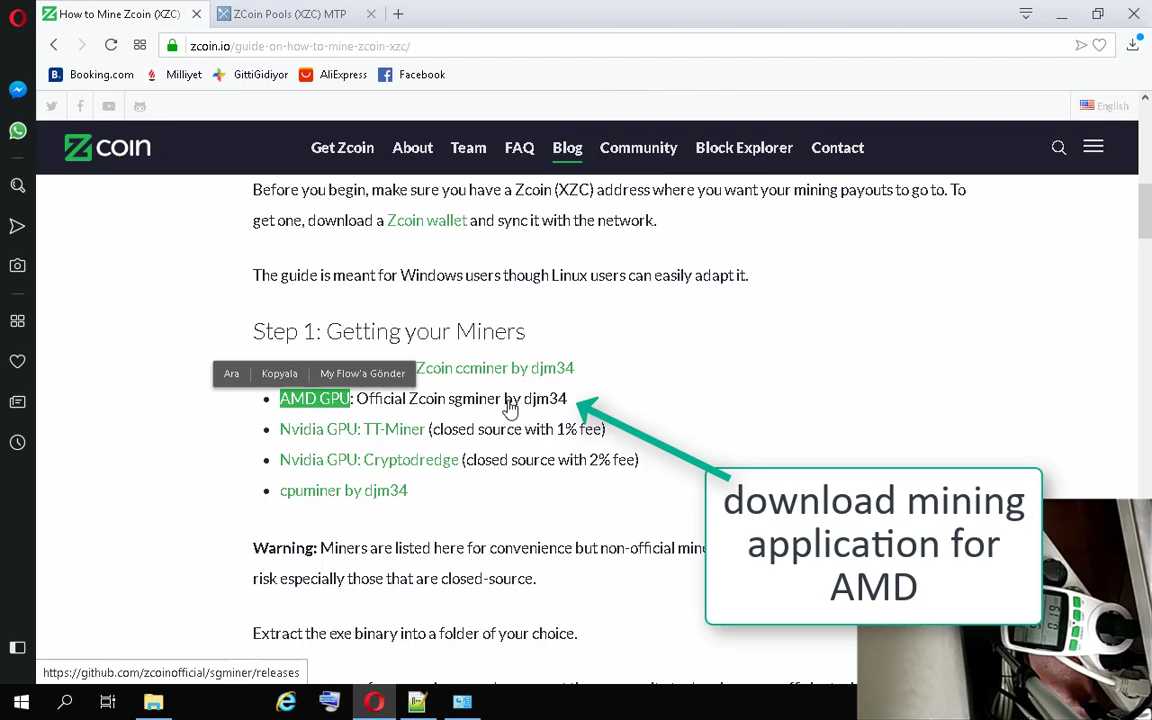 How to Mine Zcoin (XZC)
ZCoin Pools (XZC) MTP
zcoin.io/guide-on-how-to-mine-zcoin-xzc/
Booking.com
Milliyet
GittiGidiyor
AliExpress
Facebook
English
Zcoin
Get Zcoin
About
Team
FAQ
Blog
Community
Block Explorer
Contact
Before you begin, make sure you have a Zcoin (XZC) address where you want your mining payouts to go to. To
get one, download a Zcoin wallet and sync it with the network.
The guide is meant for Windows users though Linux users can easily adapt it.
Step 1: Getting your Miners
Ara
Kopyala
My Flow'a Gönder
Zcoin ccminer by djm34
AMD GPU: Official Zcoin sgminer by djm34
Nvidia GPU: TT-Miner (closed source with 1% fee)
Nvidia GPU: Cryptodredge (closed source with 2% fee)
cpuminer by djm34
download mining
application for
AMD
Warning: Miners are listed here for convenience but non-official
risk especially those that are closed-source.
Extract the exe binary into a folder of your choice.
https://github.com/zcoinofficial/sgminer/releases